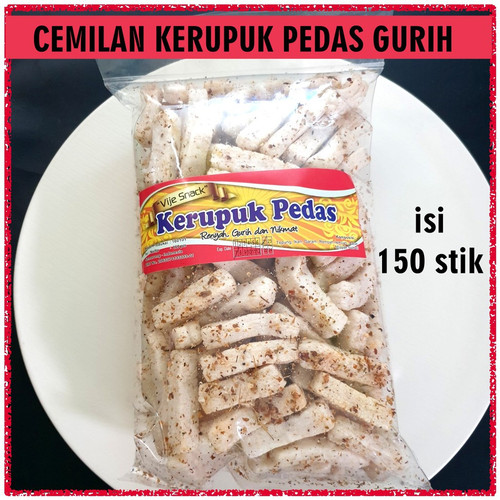 CEMILAN KERUPUK PEDAS GURIH
Vije Snack
Kerupuk Pedas
Renyah, Gurih dan Nikmat
isi
150 stik